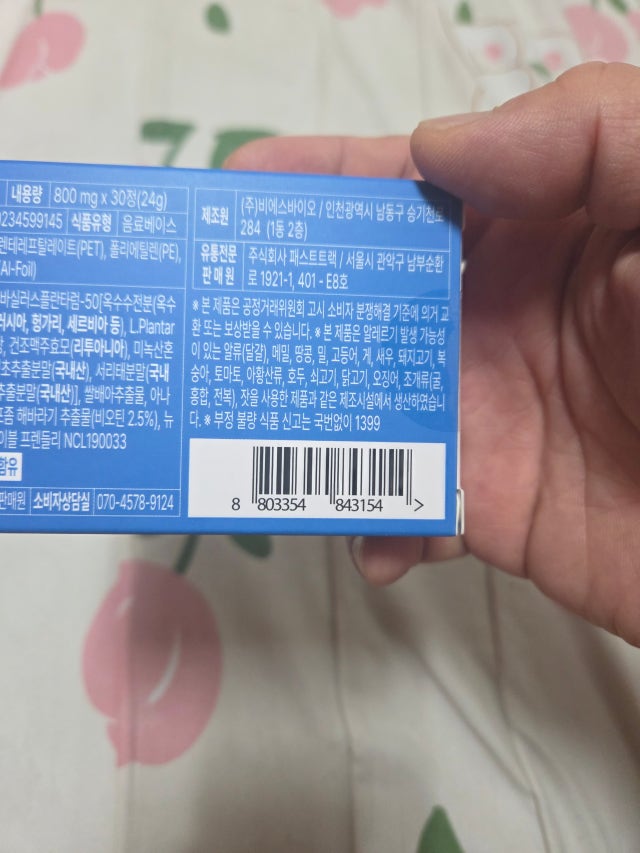 내용량 800 mg x 30정(24g)
0234599145 식품유형 음료베이스
렌테레프탈레이트(PET), 폴리에틸렌(PE),
(Al-Foil)
바실러스플란타럼-50[옥수수전분(옥수
러시아, 헝가리, 세르비아 등), L.Plantar
건조맥주효모(리투아니아), 미녹산혼
초추출분말(국내산), 서리태분말(국내
추출분말(국내산)], 쌀배아추출물, 아나
포좀 해바라기 추출물(비오틴 2.5%), 뉴
이블 프렌들리 NCL190033
함유
판매원 소비자상담실 070-4578-9124
제조원 (주)비에스바이오 / 인천광역시 남동구 승기천로
284 (1동 2층)
유통전문
판매원 주식회사 패스트트랙 / 서울시 관악구 남부순환
로 1921-1, 401 - E8호
※ 본 제품은 공정거래위원회 고시 소비자 분쟁해결 기준에 의거 교
환 또는 보상받을 수 있습니다. ※ 본 제품은 알레르기 발생 가능성
이 있는 알류(달걀), 메밀, 땅콩, 밀, 고등어, 게, 새우, 돼지고기, 복
숭아, 토마토, 아황산류, 호두, 쇠고기, 닭고기, 오징어, 조개류(굴,
홍합, 전복), 잣을 사용한 제품과 같은 제조시설에서 생산하였습니
다. ※ 부정 불량 식품 신고는 국번없이 1399
8 803354 843154 >